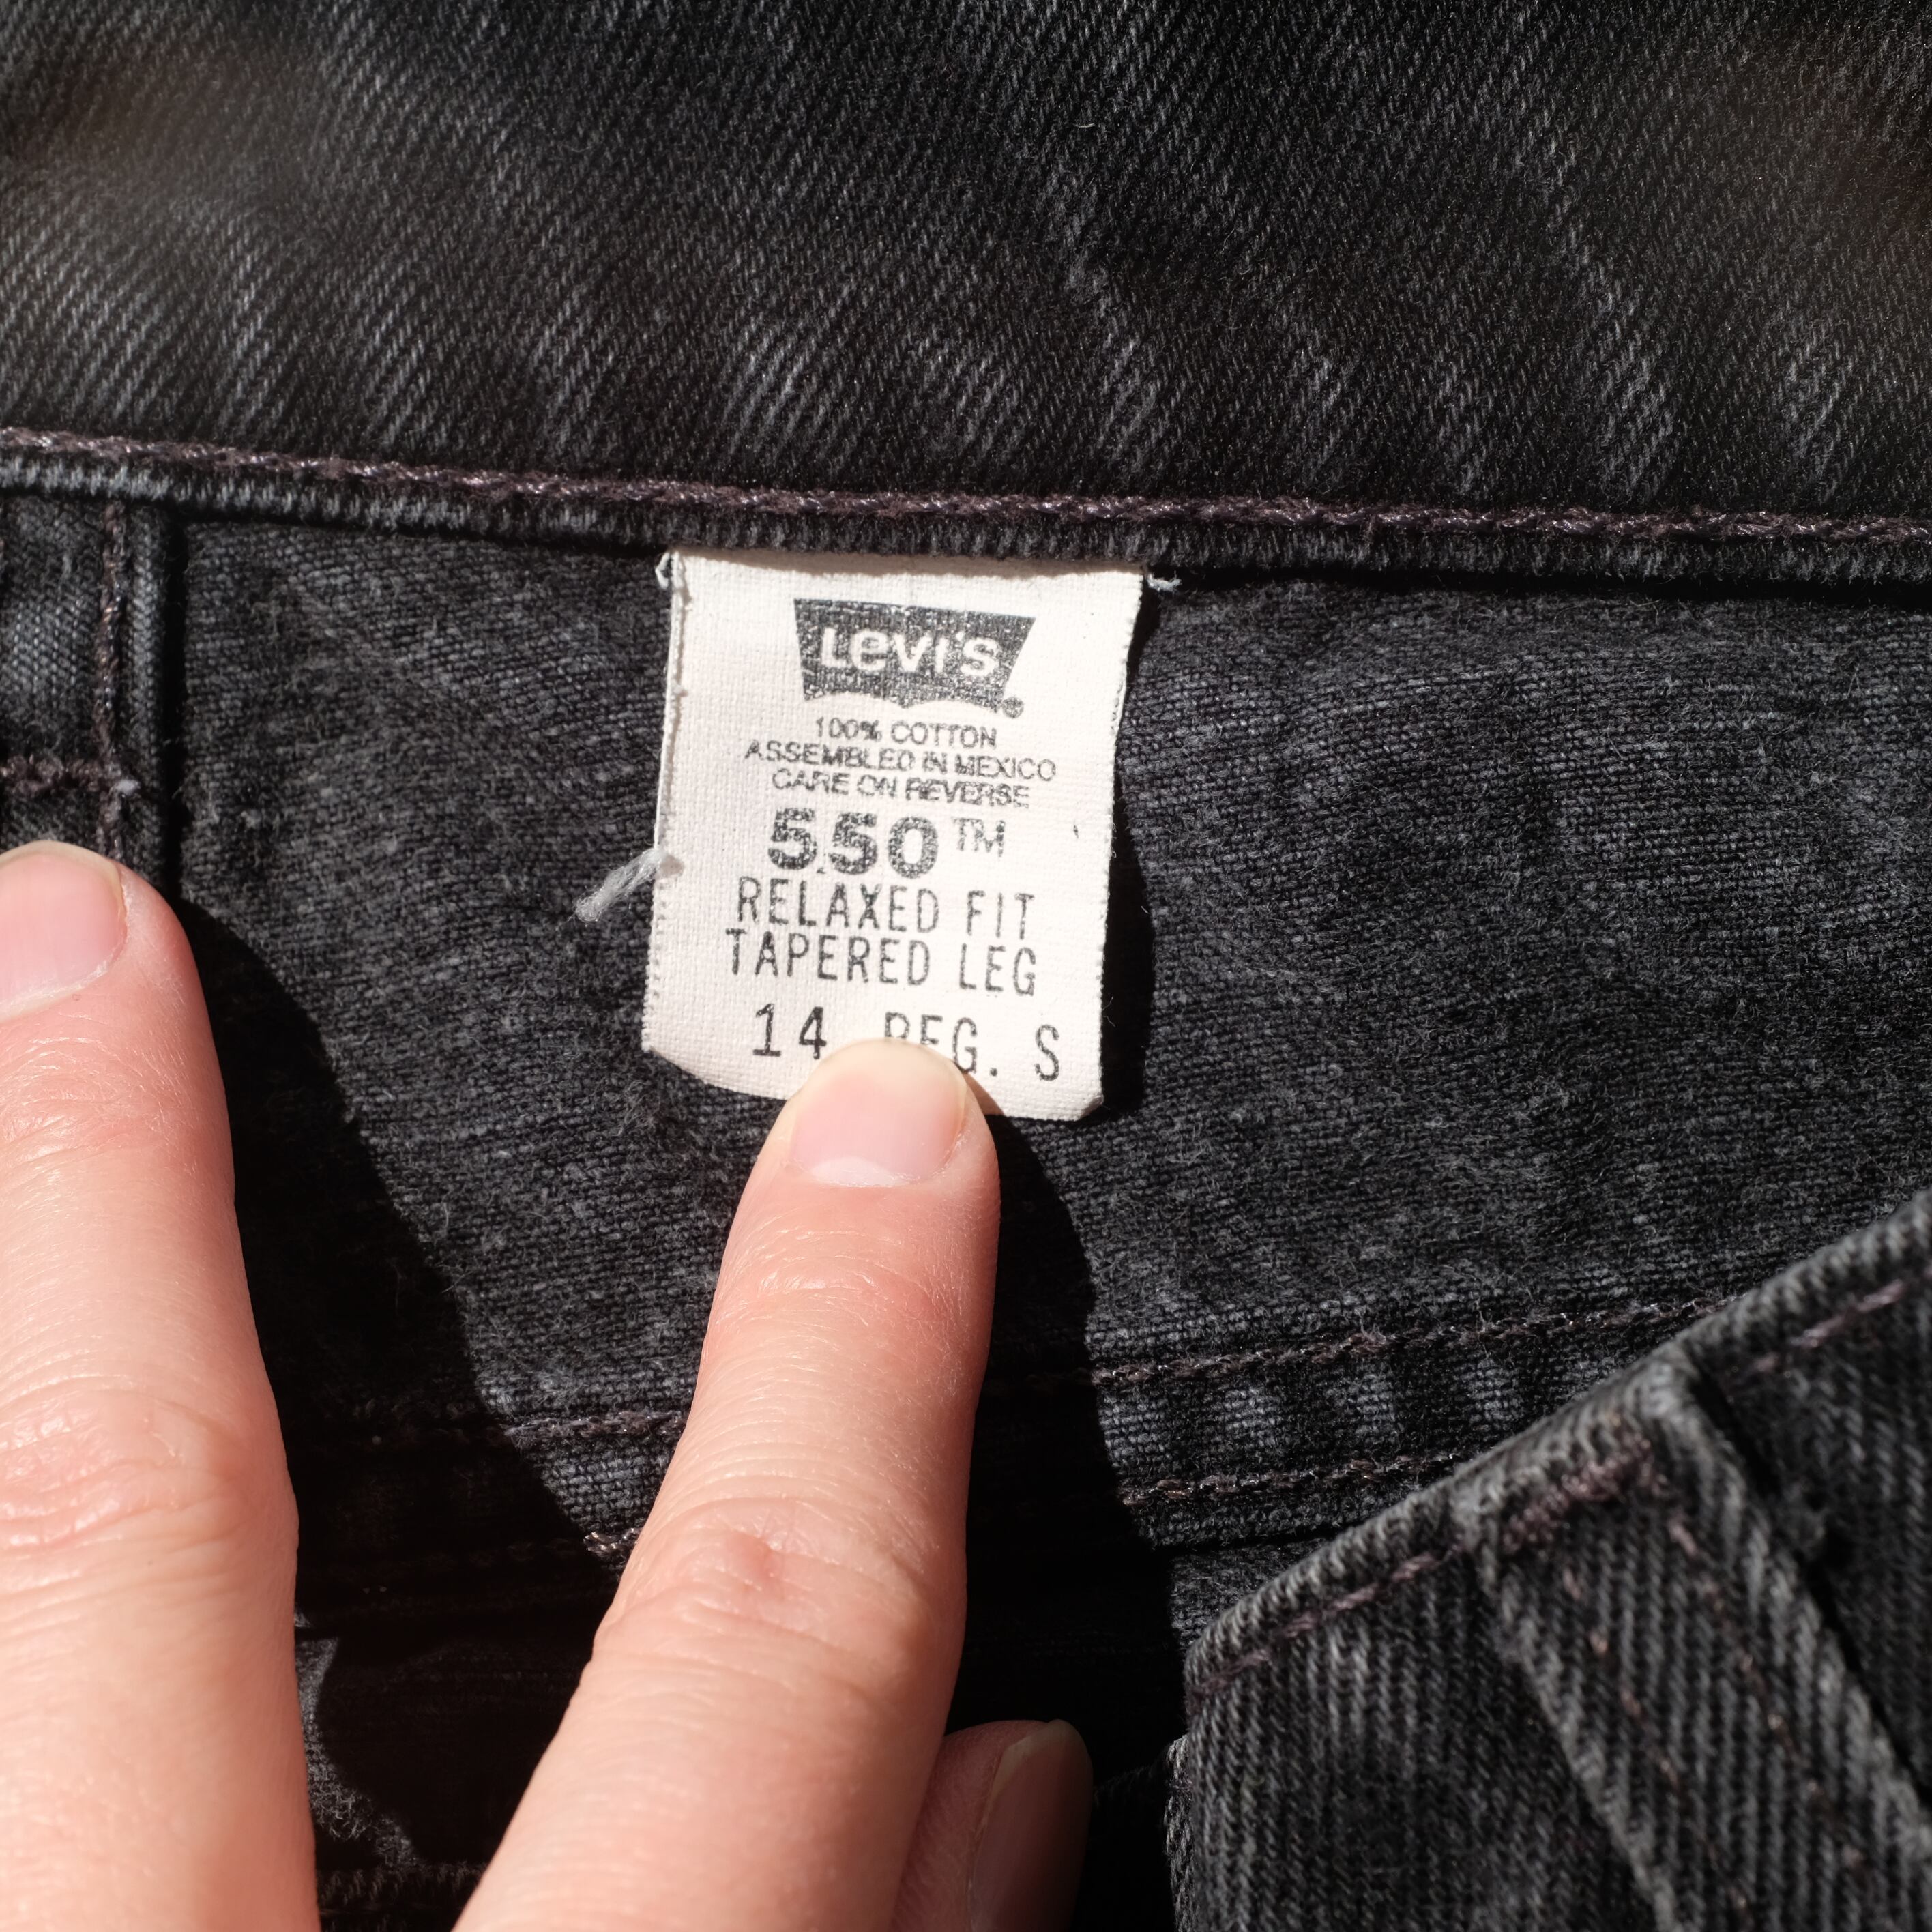 Levi's®
100% COTTON
ASSEMBLED IN MEXICO
CARE ON REVERSE
550™
RELAXED FIT
TAPERED LEG
14 REG. S